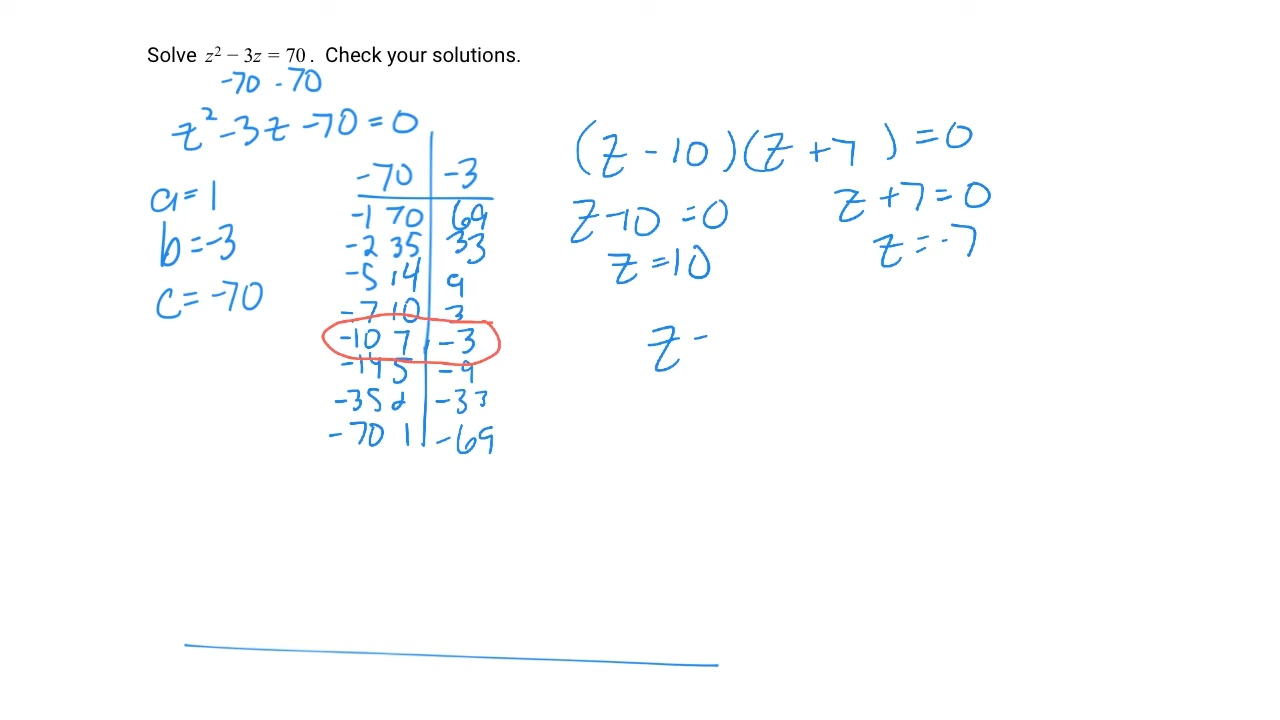 Solve z² − 3z = 70. Check your solutions.
-70 -70
z² -3z -70 = 0
a = 1
b = -3
c = -70
-70 | -3
-1 70 | 69
-2 35 | 33
-5 14 | 9
-7 10 | 3
-10 7 | -3
-14 5 | -9
-35 2 | -33
-70 1 | -69
(z - 10)(z + 7) = 0
z - 10 = 0
z = 10
z + 7 = 0
z = -7
z -